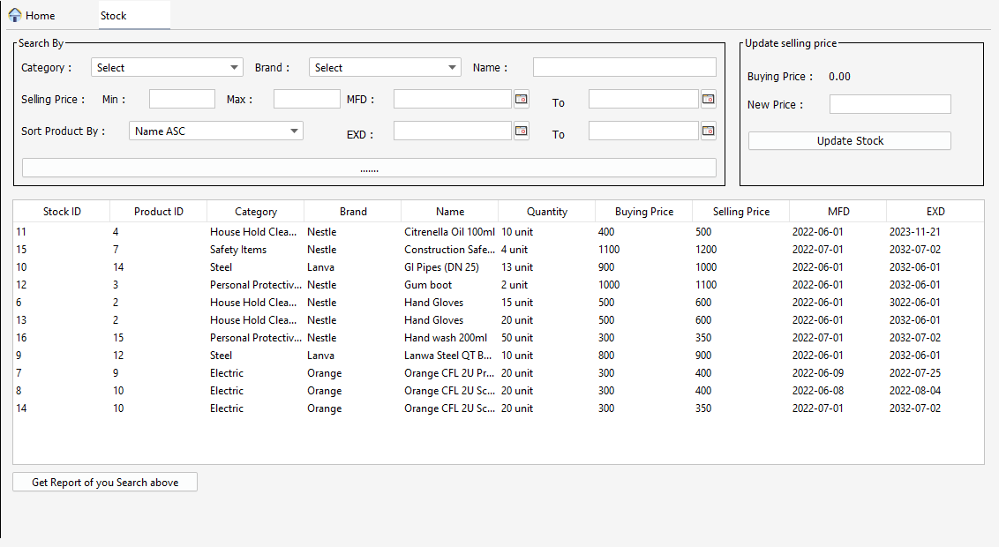 Home Stock
Search By
Category : Select Brand : Select Name :
Selling Price : Min : Max : MFD : To
Sort Product By : Name ASC EXD : To
.......
Update selling price
Buying Price : 0.00
New Price :
Update Stock
Stock ID Product ID Category Brand Name Quantity Buying Price Selling Price MFD EXD
11 4 House Hold Clea... Nestle Citrenella Oil 100ml 10 unit 400 500 2022-06-01 2023-11-21
15 7 Safety Items Nestle Construction Safe... 4 unit 1100 1200 2022-07-01 2032-07-02
10 14 Steel Lanva GI Pipes (DN 25) 13 unit 900 1000 2022-06-01 2032-06-01
12 3 Personal Protectiv... Nestle Gum boot 2 unit 1000 1100 2022-06-01 2032-06-01
6 2 House Hold Clea... Nestle Hand Gloves 15 unit 500 600 2022-06-01 3022-06-01
13 2 House Hold Clea... Nestle Hand Gloves 20 unit 500 600 2022-06-01 2032-06-01
16 15 Personal Protectiv... Nestle Hand wash 200ml 50 unit 300 350 2022-07-01 2032-07-02
9 12 Steel Lanva Lanwa Steel QT B... 10 unit 800 900 2022-06-01 2032-06-01
7 9 Electric Orange Orange CFL 2U Pr... 20 unit 300 400 2022-06-09 2022-07-25
8 10 Electric Orange Orange CFL 2U Sc... 20 unit 300 400 2022-06-08 2022-08-04
14 10 Electric Orange Orange CFL 2U Sc... 20 unit 300 350 2022-07-01 2032-07-02
Get Report of you Search above